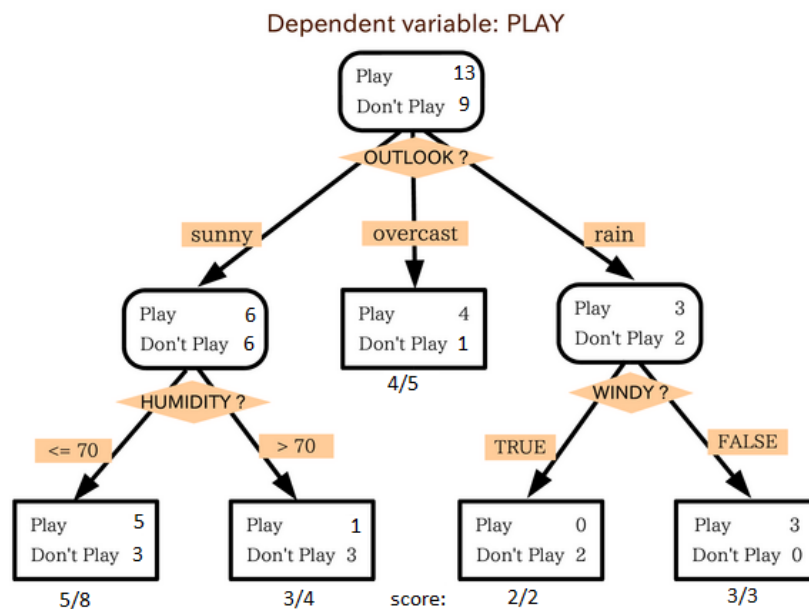 Dependent variable: PLAY
Play 13
Don't Play 9
OUTLOOK ?
sunny
overcast
rain
Play 6
Don't Play 6
Play 4
Don't Play 1
Play 3
Don't Play 2
4/5
HUMIDITY ?
WINDY ?
<= 70
> 70
TRUE
FALSE
Play 5
Don't Play 3
Play 1
Don't Play 3
Play 0
Don't Play 2
Play 3
Don't Play 0
5/8
3/4
score:
2/2
3/3